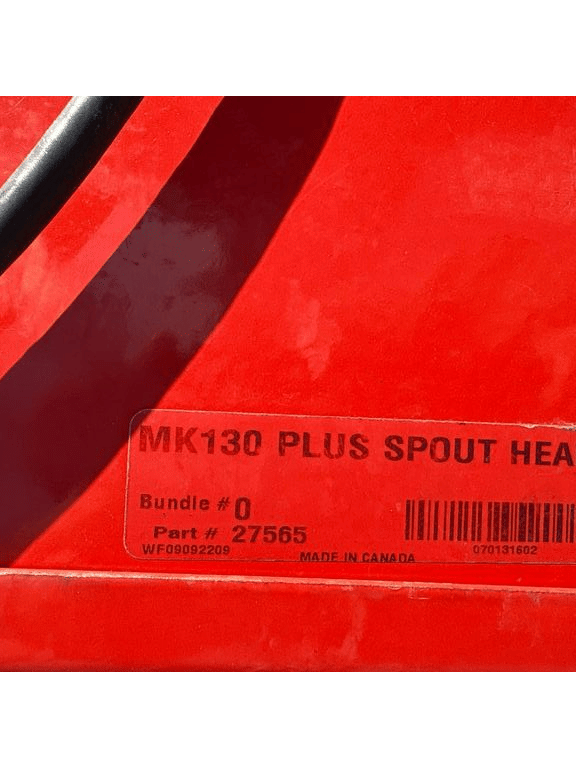 MK130 PLUS SPOUT HEA
Bundle # 0
Part # 27565
WF09092209
MADE IN CANADA
070131602